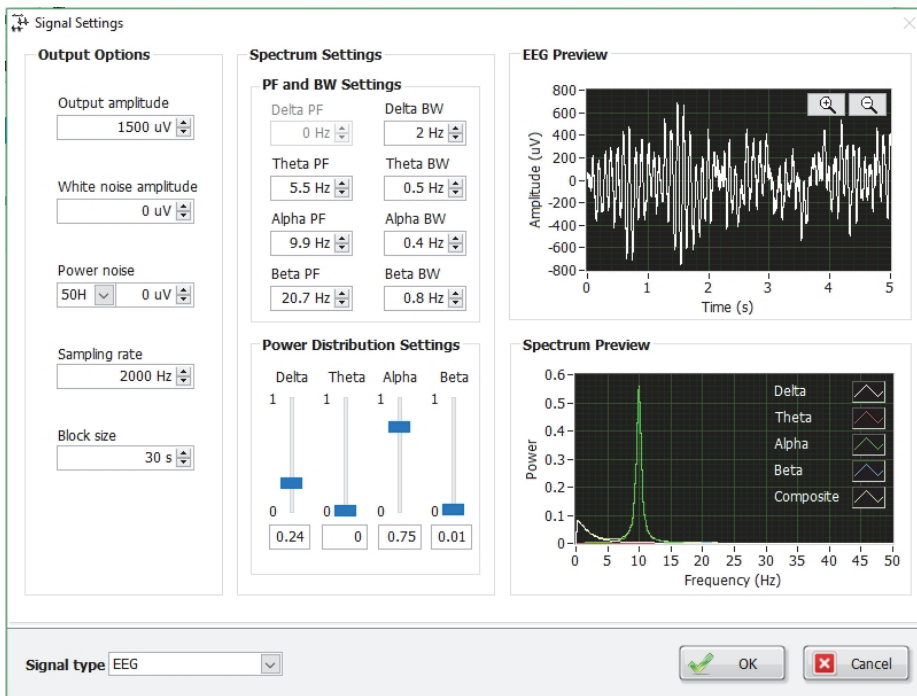 Signal Settings
Output Options
Output amplitude
1500 uV
White noise amplitude
0 uV
Power noise
50H 0 uV
Sampling rate
2000 Hz
Block size
30 s
Spectrum Settings
PF and BW Settings
Delta PF Delta BW
0 Hz 2 Hz
Theta PF Theta BW
5.5 Hz 0.5 Hz
Alpha PF Alpha BW
9.9 Hz 0.4 Hz
Beta PF Beta BW
20.7 Hz 0.8 Hz
Power Distribution Settings
Delta Theta Alpha Beta
1 1 1 1
0 0 0 0
0.24 0 0.75 0.01
EEG Preview
Amplitude (uV)
800
600
400
200
0
-200
-400
-600
-800
0 1 2 3 4 5
Time (s)
Spectrum Preview
Power
0.6
0.5
0.4
0.3
0.2
0.1
0
Delta
Theta
Alpha
Beta
Composite
0 5 10 15 20 25 30 35 40 45 50
Frequency (Hz)
Signal type EEG
OK Cancel